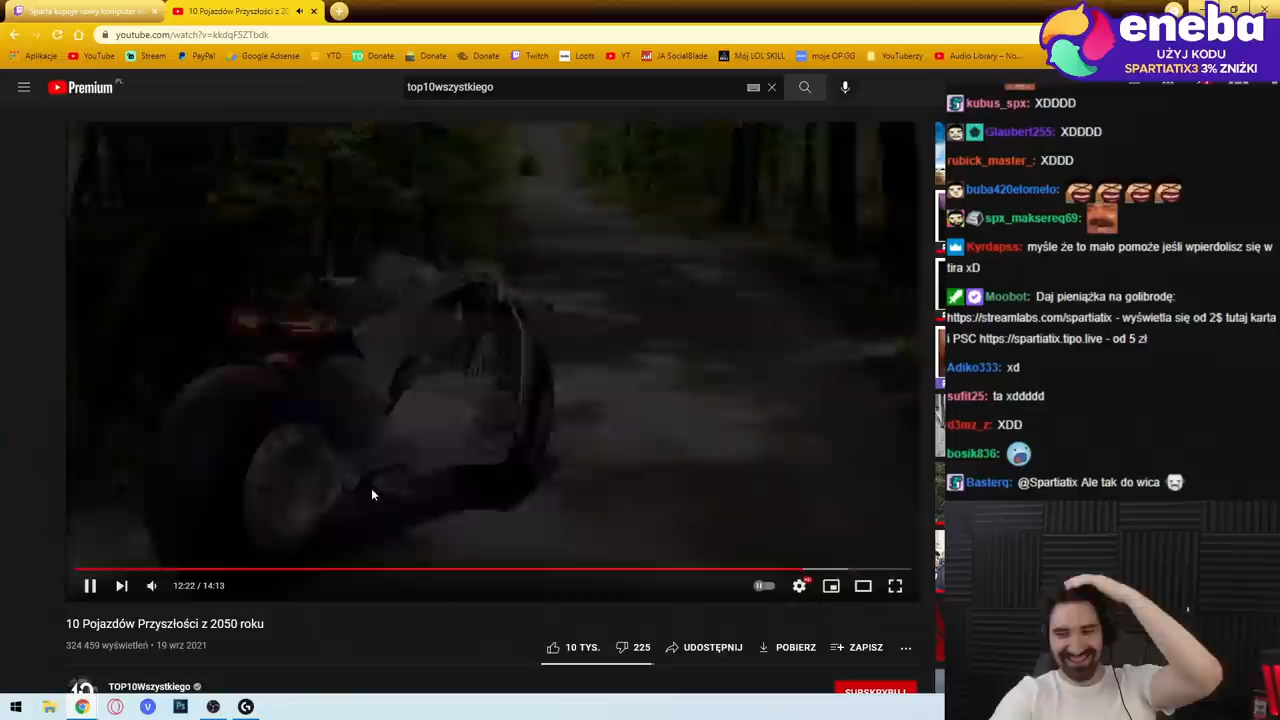 Sparta kupuje nowy komputer
10 Pojazdów Przyszłości z 20
youtube.com/watch?v=kkdqF5ZTbdk
Aplikacje
YouTube
Stream
PayPal
Google Adsense
YTD
Donate
Donate
Donate
Twitch
Loots
YT
JA SocialBlade
Mój LOL SKILL
moje OP.GG
YouTuberzy
Audio Library – No...
eneba
UŻYJ KODU
SPARTIATIX3 3% ZNIŻKI
Premium
PL
top10wszystkiego
kubus_spx: XDDDD
Glaubert255: XDDDD
rubick_master_: XDDD
buba420elomelo:
spx_maksereq69:
Kyrdapss: myśle że to mało pomoże jeśli wpierdolisz się w
tira xD
Moobot: Daj pieniążka na golibrodę:
https://streamlabs.com/spartiatix - wyświetla się od 2$ tutaj karta
i PSC https://spartiatix.tipo.live - od 5 zł
Adiko333: xd
sufit25: ta xddddd
d3mz_z: XDD
bosik836:
Basterq: @Spartiatix Ale tak do wica
12:22 / 14:13
HD
10 Pojazdów Przyszłości z 2050 roku
324 459 wyświetleń • 19 wrz 2021
10 TYS.
225
UDOSTĘPNIJ
POBIERZ
ZAPISZ
TOP10Wszystkiego
SUBSKRYBUJ